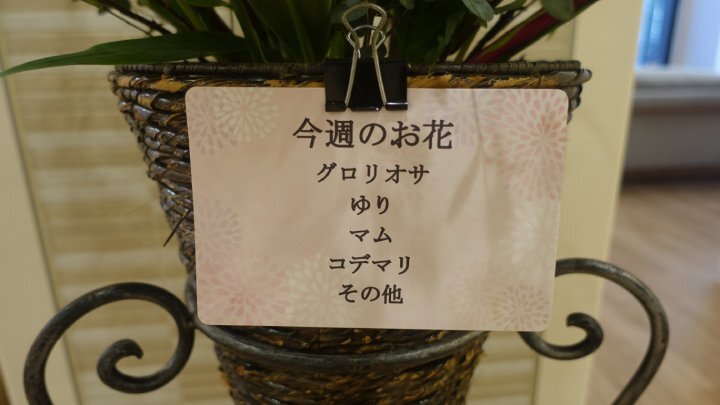 今週のお花
グロリオサ
ゆり
マム
コデマリ
その他